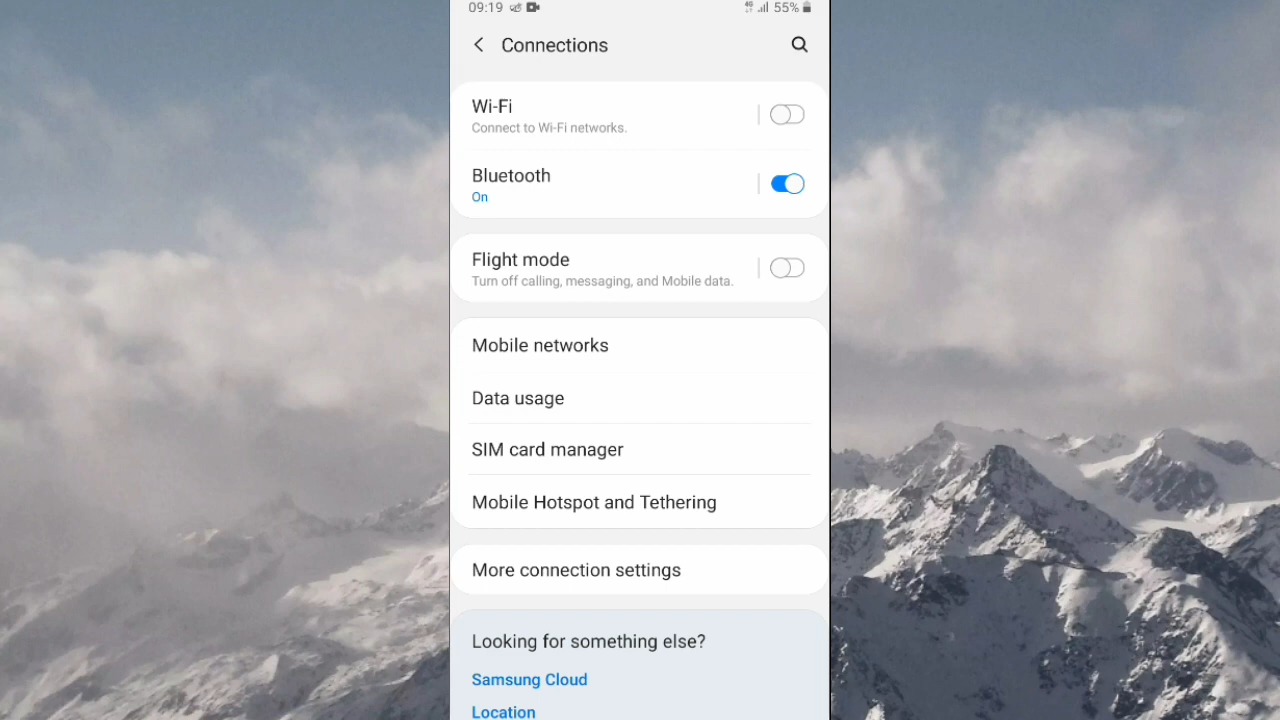 09:19 4G 55%
Connections
Wi-Fi
Connect to Wi-Fi networks.
Bluetooth
On
Flight mode
Turn off calling, messaging, and Mobile data.
Mobile networks
Data usage
SIM card manager
Mobile Hotspot and Tethering
More connection settings
Looking for something else?
Samsung Cloud
Location